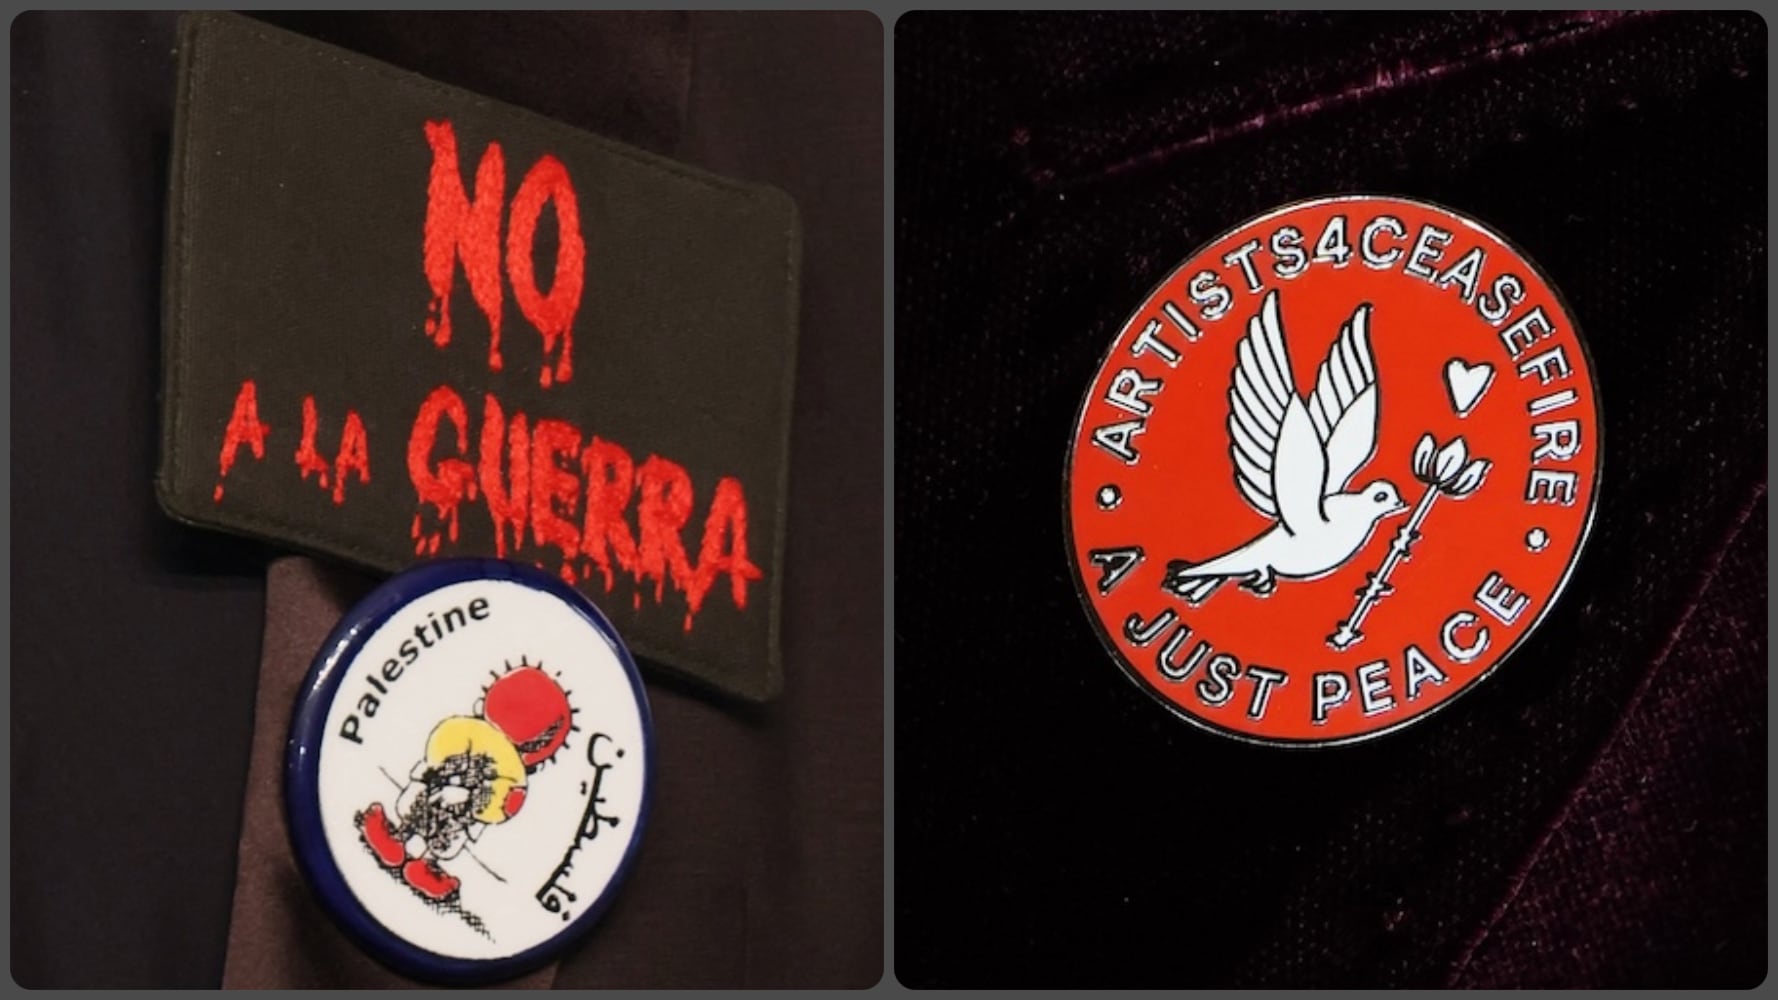 NO
A LA GUERRA
Palestine
فلسطين
ARTISTS4CEASEFIRE
A JUST PEACE